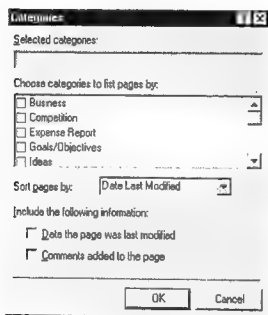 Categories
Selected categories:
Choose categories to list pages by:
Business
Competition
Expense Report
Goals/Objectives
Ideas
Sort pages by: Date Last Modified
Include the following information:
Date the page was last modified
Comments added to the page
OK Cancel